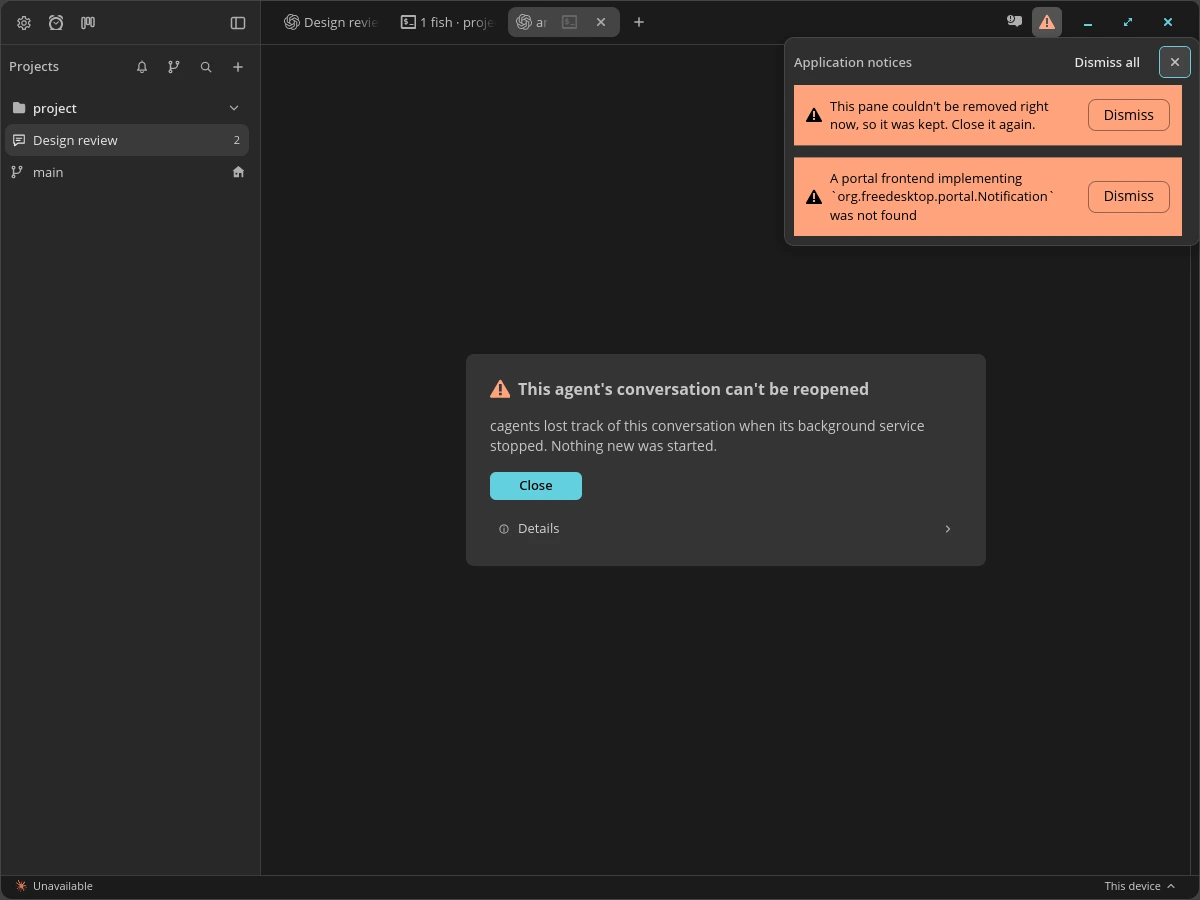 Design revie
1 fish · proje
ar
Projects
project
Design review
2
main
Application notices
Dismiss all
This pane couldn't be removed right
now, so it was kept. Close it again.
Dismiss
A portal frontend implementing
`org.freedesktop.portal.Notification`
was not found
Dismiss
This agent's conversation can't be reopened
cagents lost track of this conversation when its background service
stopped. Nothing new was started.
Close
Details
Unavailable
This device